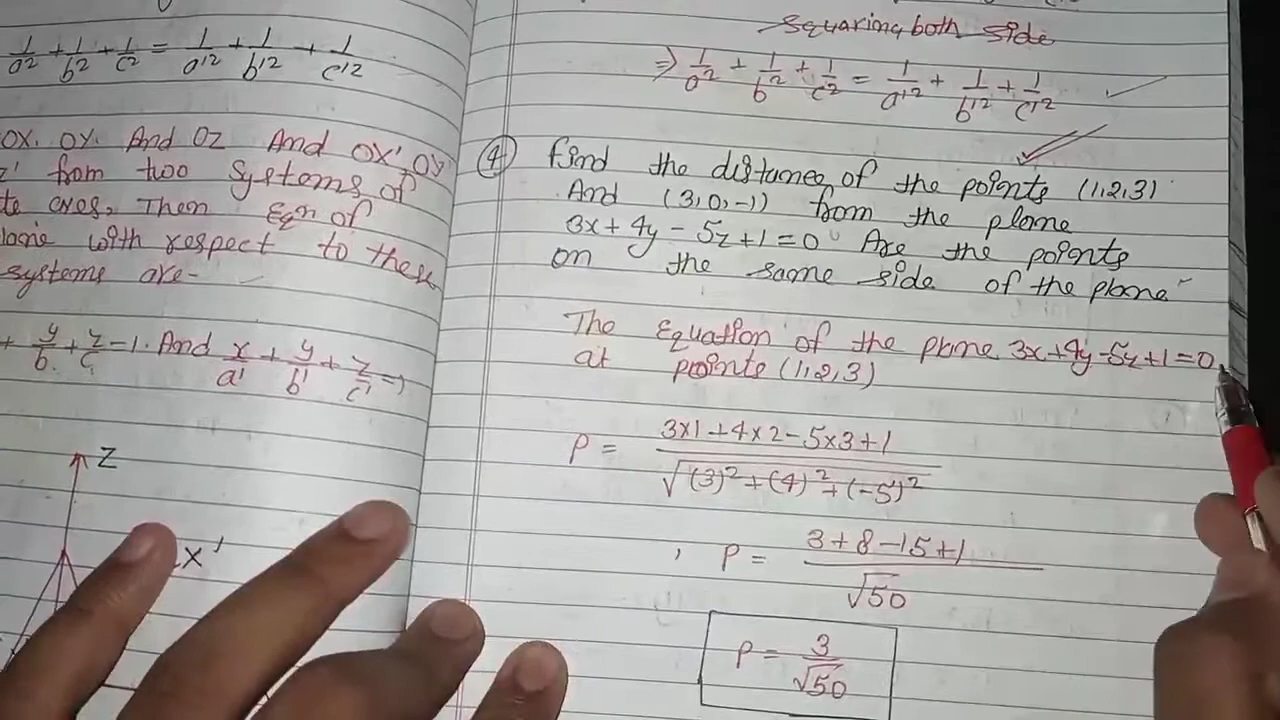 1/a² + 1/b² + 1/c² = 1/a'² + 1/b'² + 1/c'²
OX. OY. And OZ And OX', OY'
z' from two Systems of
te axes, Then Eqn of
lane with respect to these
systems are-
+ y/b + z/c = 1. And x/a' + y/b' + z/c' = 1
Z
X'
Squaring both side
⇒ 1/a² + 1/b² + 1/c² = 1/a'² + 1/b'² + 1/c'²
4 Find the distance of the points (1,2,3)
And (3,0,-1) from the plane
3x+4y-5z+1=0 Are the points
on the same side of the plane
The Equation of the plane 3x+4y-5z+1=0
at points (1,2,3)
P = 3x1+4x2-5x3+1 / √(3)²+(4)²+(-5)²
, P = 3+8-15+1 / √50
P = 3/√50